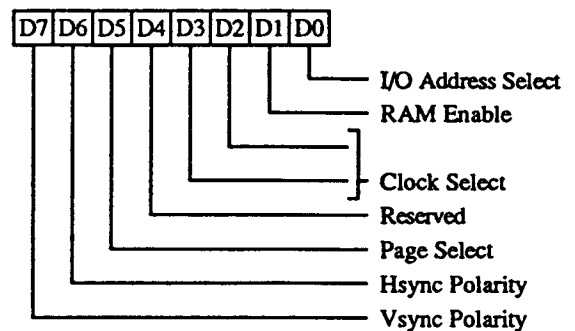 D7 D6 D5 D4 D3 D2 D1 D0
I/O Address Select
RAM Enable
Clock Select
Reserved
Page Select
Hsync Polarity
Vsync Polarity